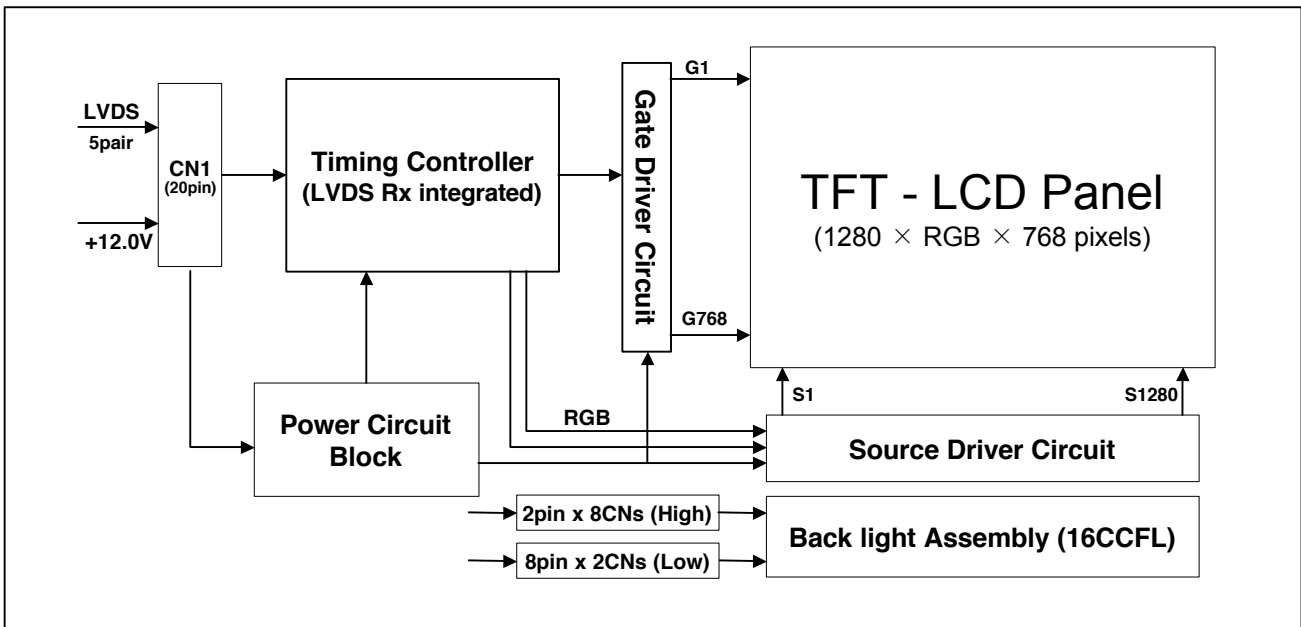 LVDS
5pair
+12.0V
CN1
(20pin)
Timing Controller
(LVDS Rx integrated)
Gate Driver Circuit
G1
G768
TFT - LCD Panel
(1280 × RGB × 768 pixels)
S1
S1280
Power Circuit
Block
RGB
Source Driver Circuit
2pin x 8CNs (High)
8pin x 2CNs (Low)
Back light Assembly (16CCFL)